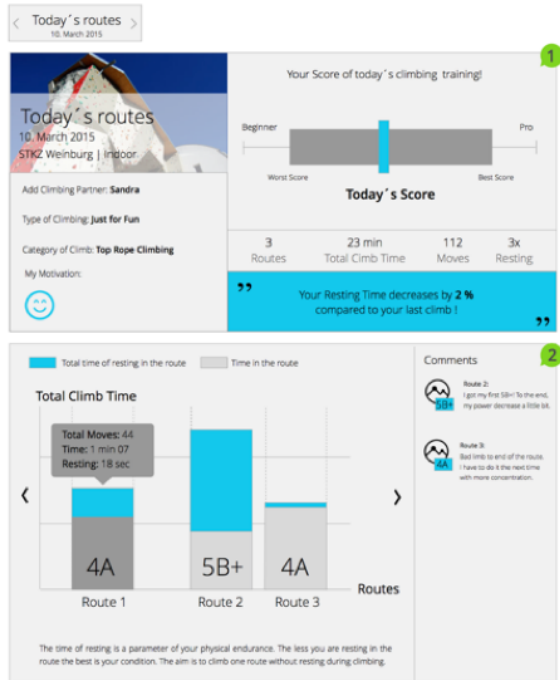 Today´s routes
10. March 2015
1
Today´s routes
10. March 2015
STKZ Weinburg | Indoor
Add Climbing Partner: Sandra
Type of Climbing: Just for Fun
Category of Climb: Top Rope Climbing
My Motivation:
Your Score of today´s climbing training!
Beginner
Pro
Worst Score
Best Score
Today´s Score
3 23 min 112 3x
Routes Total Climb Time Moves Resting
Your Resting Time decreases by 2 %
compared to your last climb !
2
Total time of resting in the route
Time in the route
Total Climb Time
Total Moves: 44
Time: 1 min 07
Resting: 18 sec
4A
5B+
4A
Routes
Route 1
Route 2
Route 3
The time of resting is a parameter of your physical endurance. The less you are resting in the
route the best is your condition. The aim is to climb one route without resting during climbing.
Comments
5B+
Route 2:
I got my first 5B+! To the end,
my power decrease a little bit.
4A
Route 3:
Bad limb to end of the route.
I have to do it the next time
with more concentration.